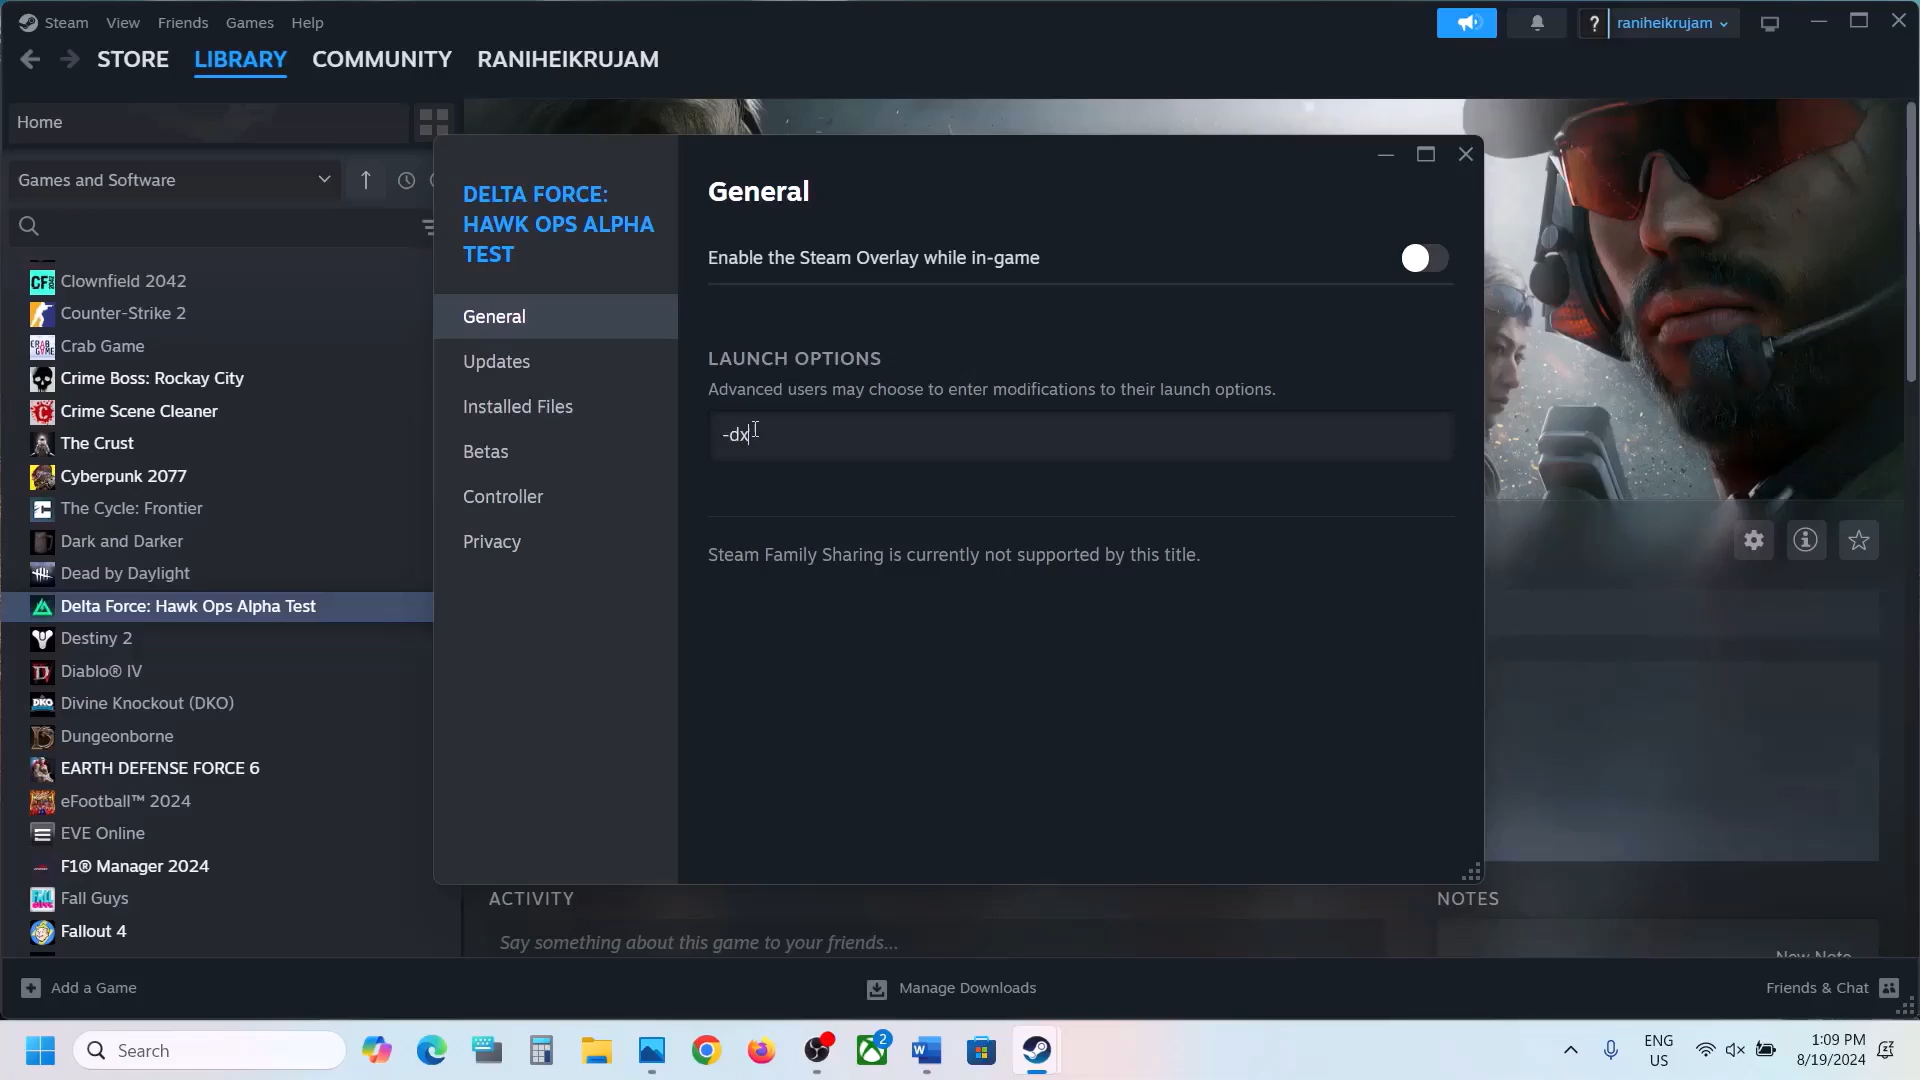 Steam View Friends Games Help
? raniheikrujam
STORE LIBRARY COMMUNITY RANIHEIKRUJAM
Home
Games and Software
Clownfield 2042
Counter-Strike 2
Crab Game
Crime Boss: Rockay City
Crime Scene Cleaner
The Crust
Cyberpunk 2077
The Cycle: Frontier
Dark and Darker
Dead by Daylight
Delta Force: Hawk Ops Alpha Test
Destiny 2
Diablo® IV
Divine Knockout (DKO)
Dungeonborne
EARTH DEFENSE FORCE 6
eFootball™ 2024
EVE Online
F1® Manager 2024
Fall Guys
Fallout 4
DELTA FORCE:
HAWK OPS ALPHA
TEST
General
Updates
Installed Files
Betas
Controller
Privacy
General
Enable the Steam Overlay while in-game
LAUNCH OPTIONS
Advanced users may choose to enter modifications to their launch options.
-dx
Steam Family Sharing is currently not supported by this title.
ACTIVITY
Say something about this game to your friends...
NOTES
New Note
Add a Game
Manage Downloads
Friends & Chat
Search
2
ENG
US
1:09 PM
8/19/2024